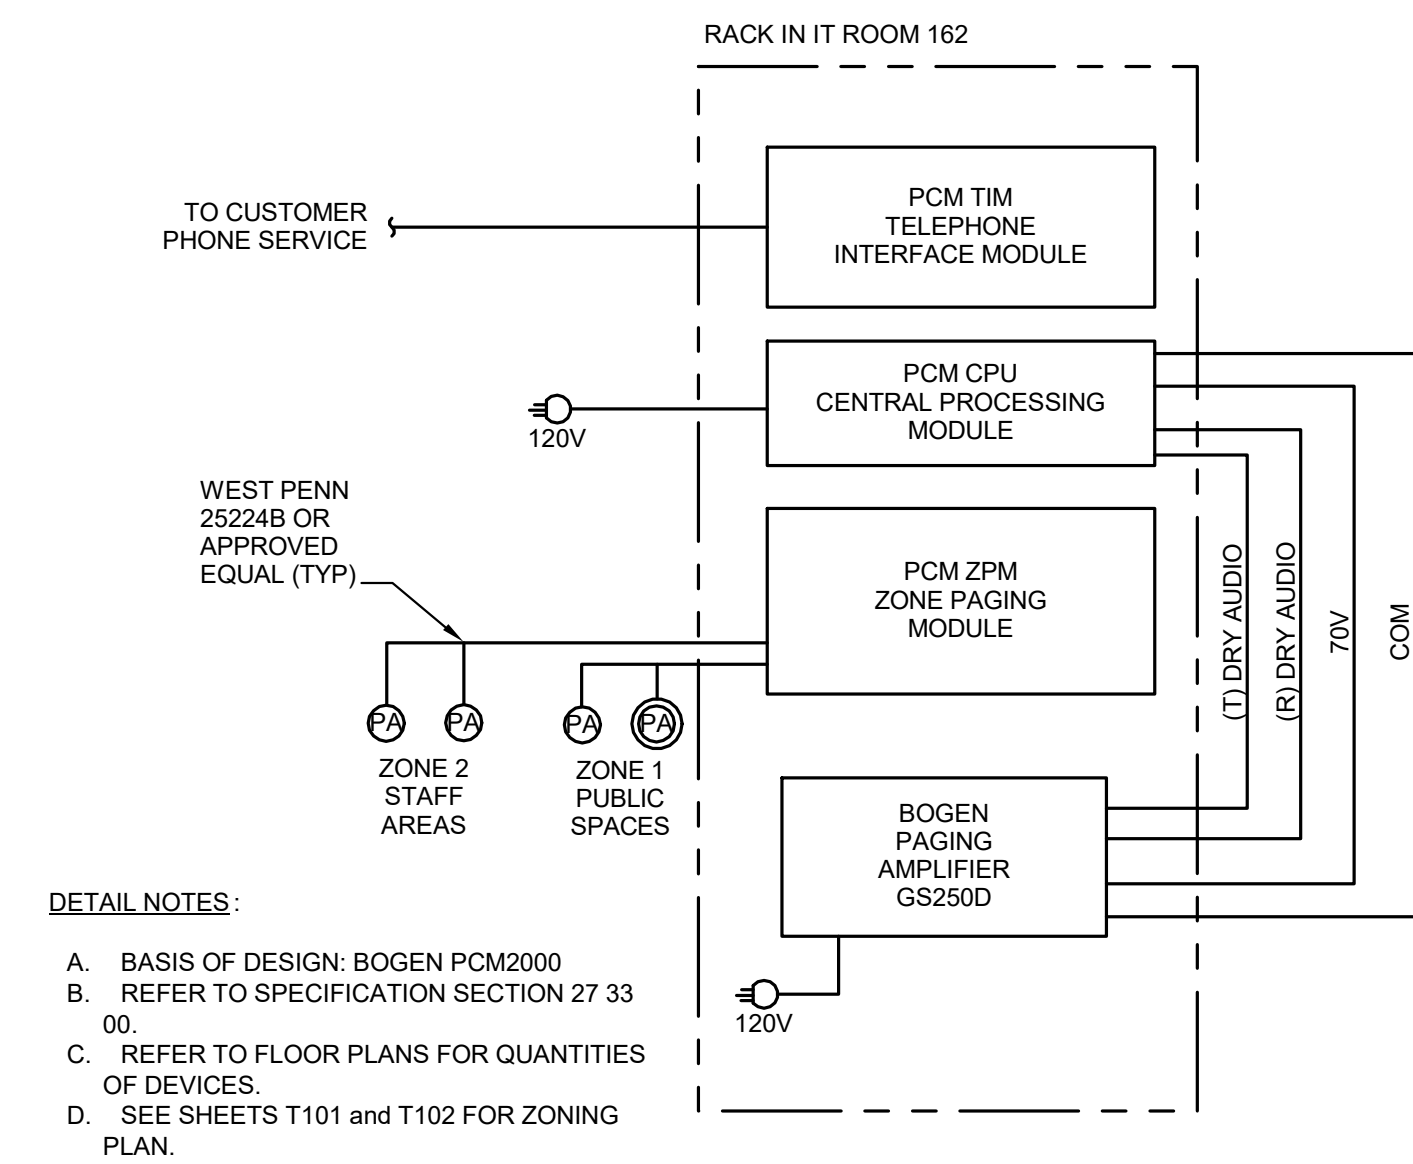 RACK IN IT ROOM 162
PCM TIM
TELEPHONE
INTERFACE MODULE
TO CUSTOMER
PHONE SERVICE
PCM CPU
CENTRAL PROCESSING
MODULE
120V
WEST PENN
25224B OR
APPROVED
EQUAL (TYP)
PCM ZPM
ZONE PAGING
MODULE
(T) DRY AUDIO
(R) DRY AUDIO
70V
COM
PA
PA
PA
PA
ZONE 2
STAFF
AREAS
ZONE 1
PUBLIC
SPACES
BOGEN
PAGING
AMPLIFIER
GS250D
120V
DETAIL NOTES:
A. BASIS OF DESIGN: BOGEN PCM2000
B. REFER TO SPECIFICATION SECTION 27 33
00.
C. REFER TO FLOOR PLANS FOR QUANTITIES
OF DEVICES.
D. SEE SHEETS T101 and T102 FOR ZONING
PLAN.